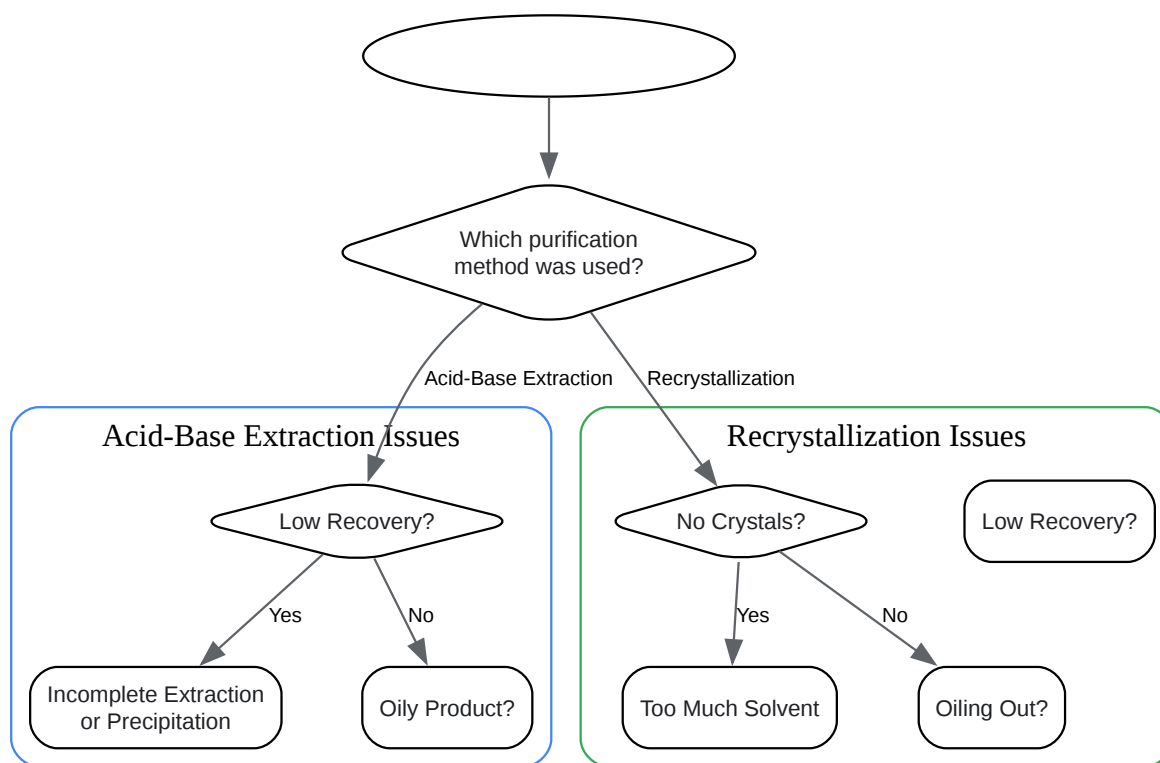 Which purification
method was used?
Acid-Base Extraction
Recrystallization
Acid-Base Extraction Issues
Recrystallization Issues
Low Recovery?
No Crystals?
Low Recovery?
Yes
No
Yes
No
Incomplete Extraction
or Precipitation
Oily Product?
Too Much Solvent
Oiling Out?